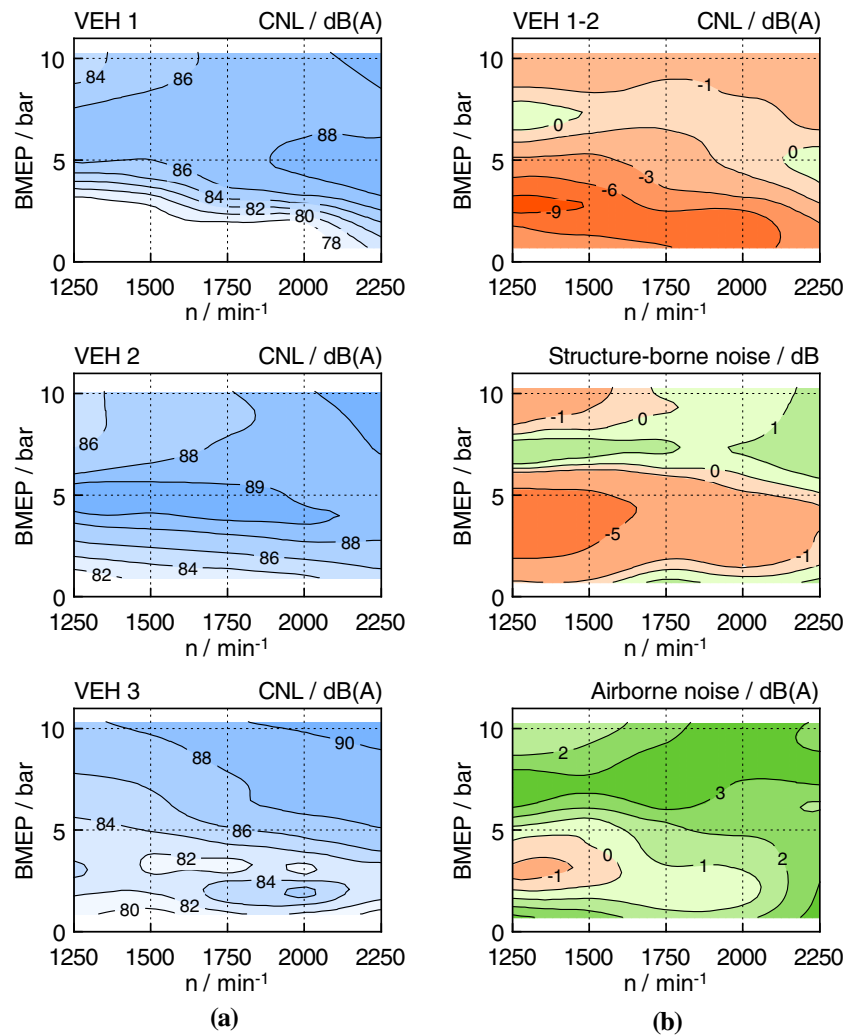 VEH 1 CNL / dB(A)
10
84
86
88
5
86
84
82
80
78
0
1250 1500 1750 2000 2250
n / min-1
BMEP / bar
VEH 1-2 CNL / dB(A)
10
-1
0
5
0
-3
-6
-9
0
1250 1500 1750 2000 2250
n / min-1
BMEP / bar
VEH 2 CNL / dB(A)
10
86
88
89
5
88
86
84
82
0
1250 1500 1750 2000 2250
n / min-1
BMEP / bar
Structure-borne noise / dB
10
-1
0
1
0
5
-5
-1
0
1250 1500 1750 2000 2250
n / min-1
BMEP / bar
VEH 3 CNL / dB(A)
10
90
88
84
86
5
82
84
80
82
0
1250 1500 1750 2000 2250
n / min-1
BMEP / bar
(a)
Airborne noise / dB(A)
10
2
3
5
0
1
2
-1
0
1250 1500 1750 2000 2250
n / min-1
BMEP / bar
(b)